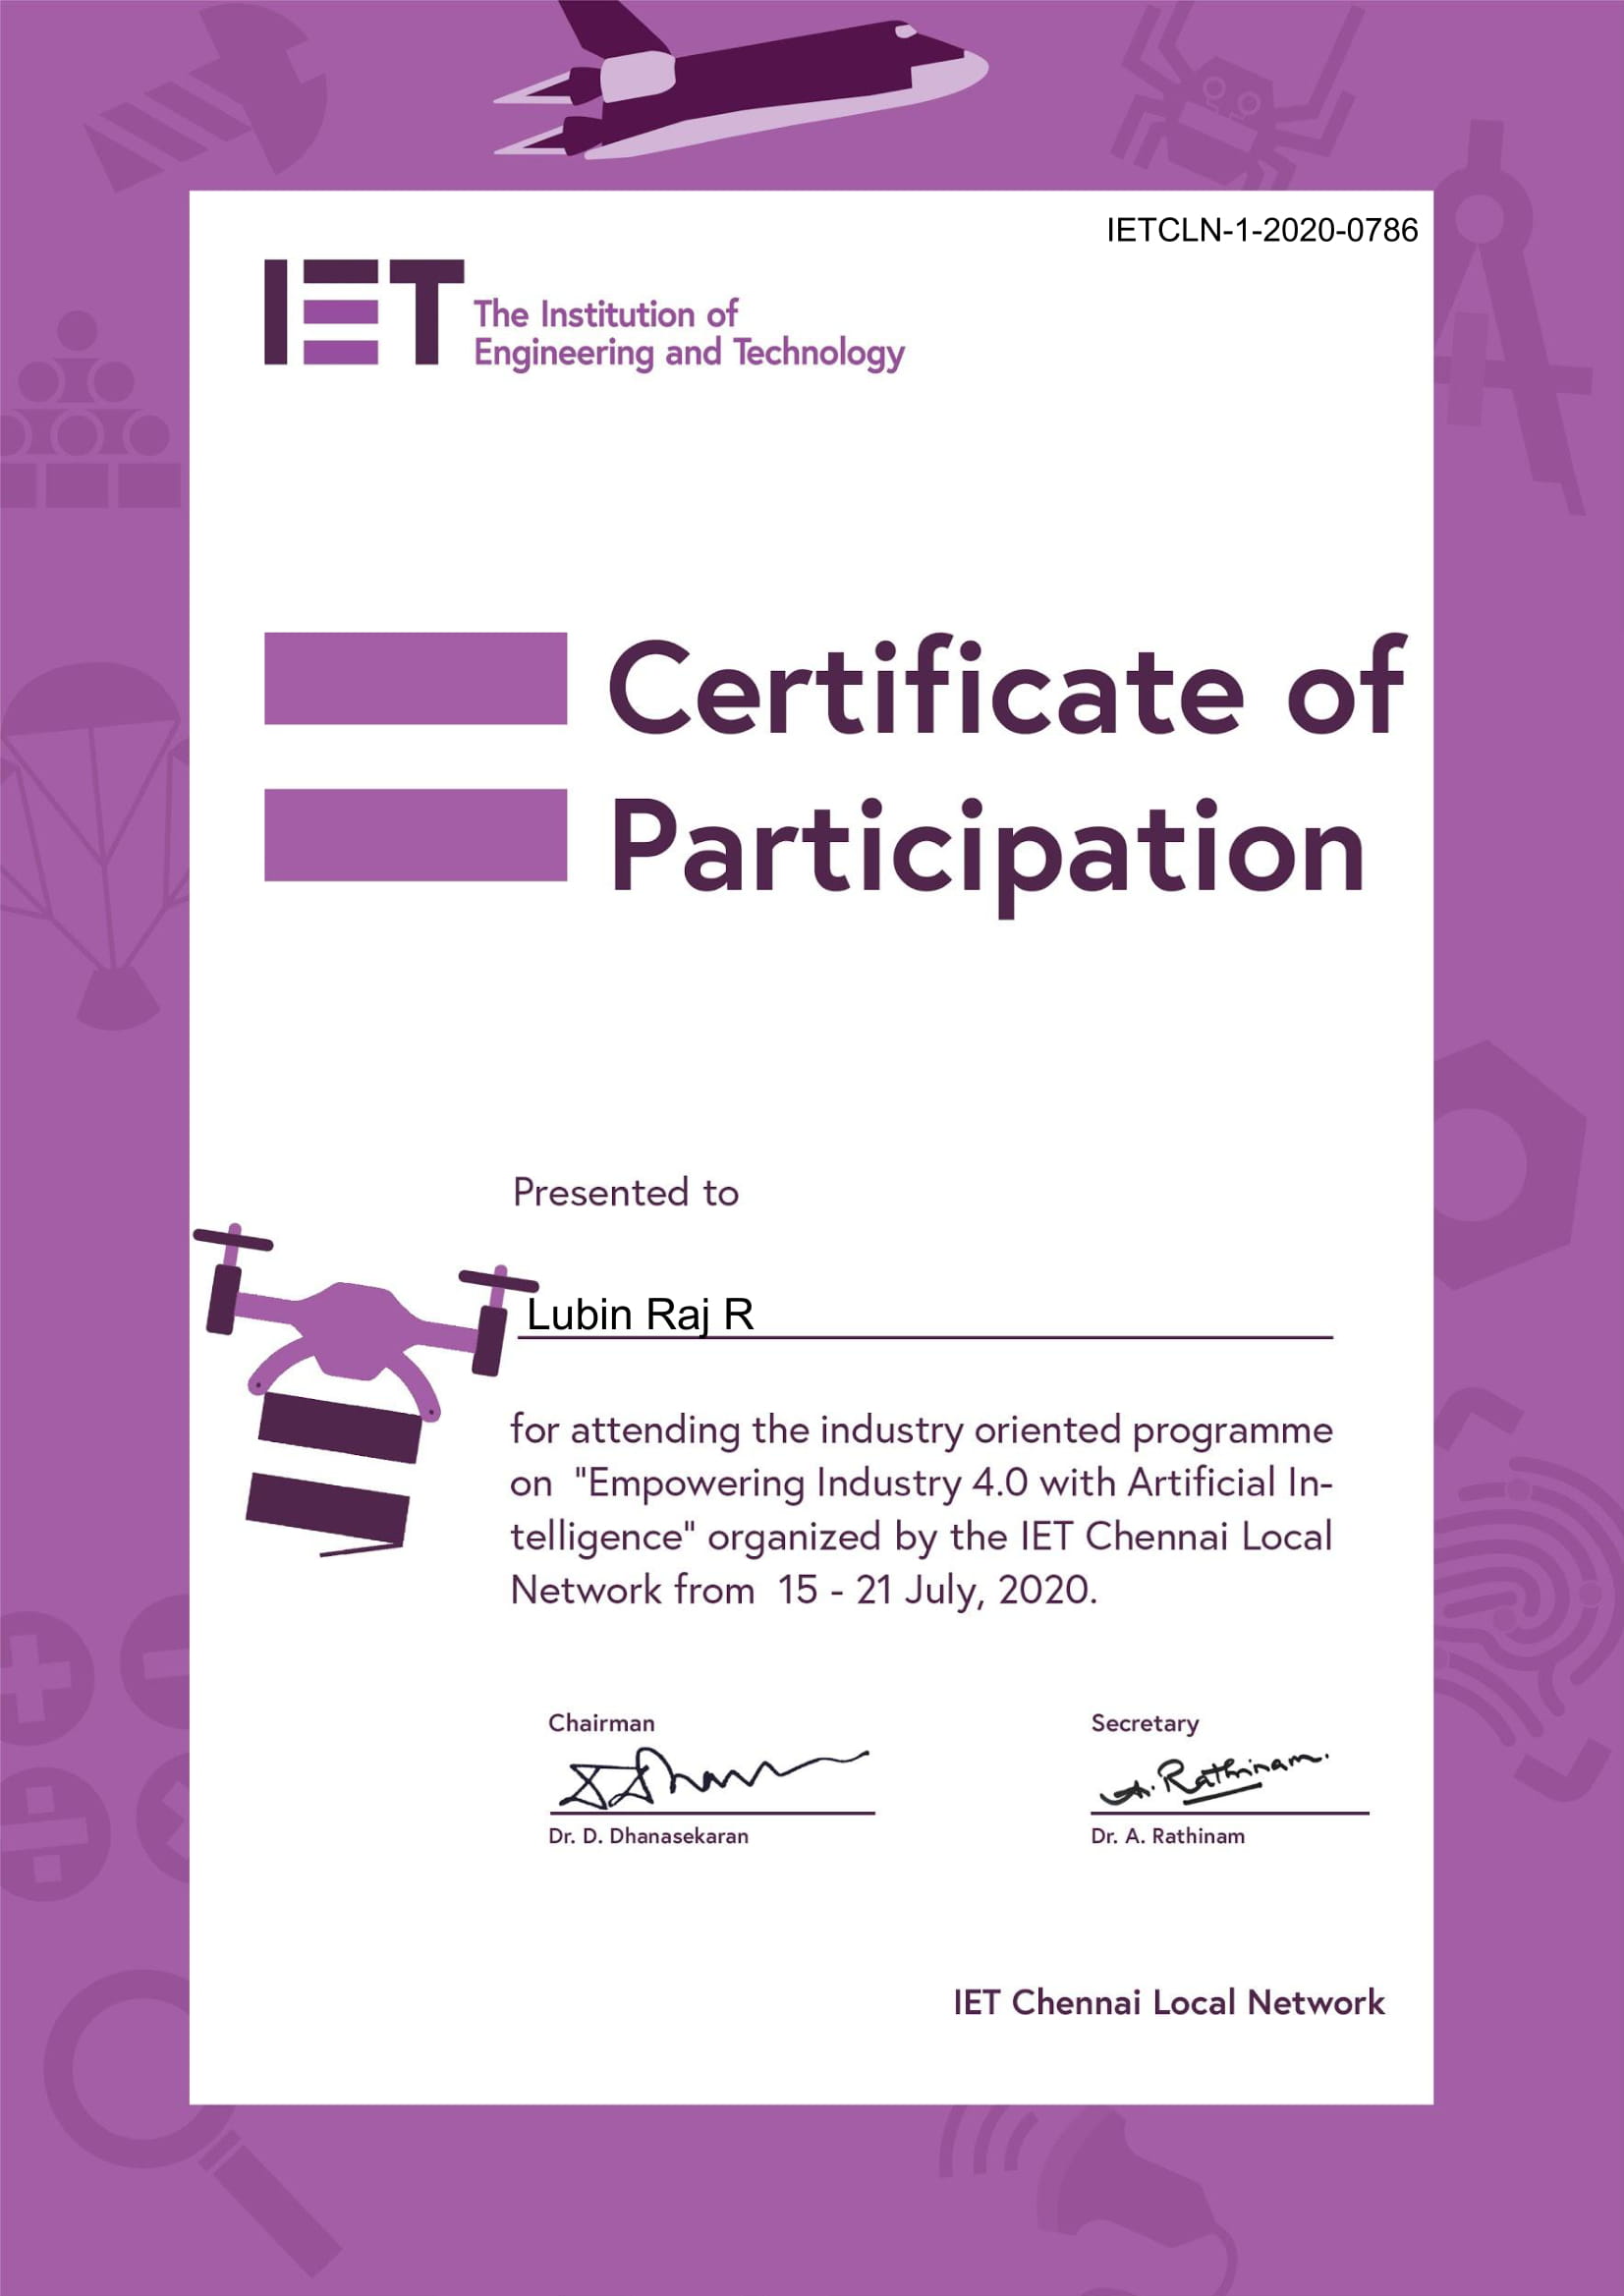 IETCLN-1-2020-0786
IET
The Institution of
Engineering and Technology
Certificate of
Participation
Presented to
Lubin Raj R
for attending the industry oriented programme
on "Empowering Industry 4.0 with Artificial In-
telligence" organized by the IET Chennai Local
Network from 15 - 21 July, 2020.
Chairman
Secretary
A. Rathinam.
Dr. D. Dhanasekaran
Dr. A. Rathinam
IET Chennai Local Network